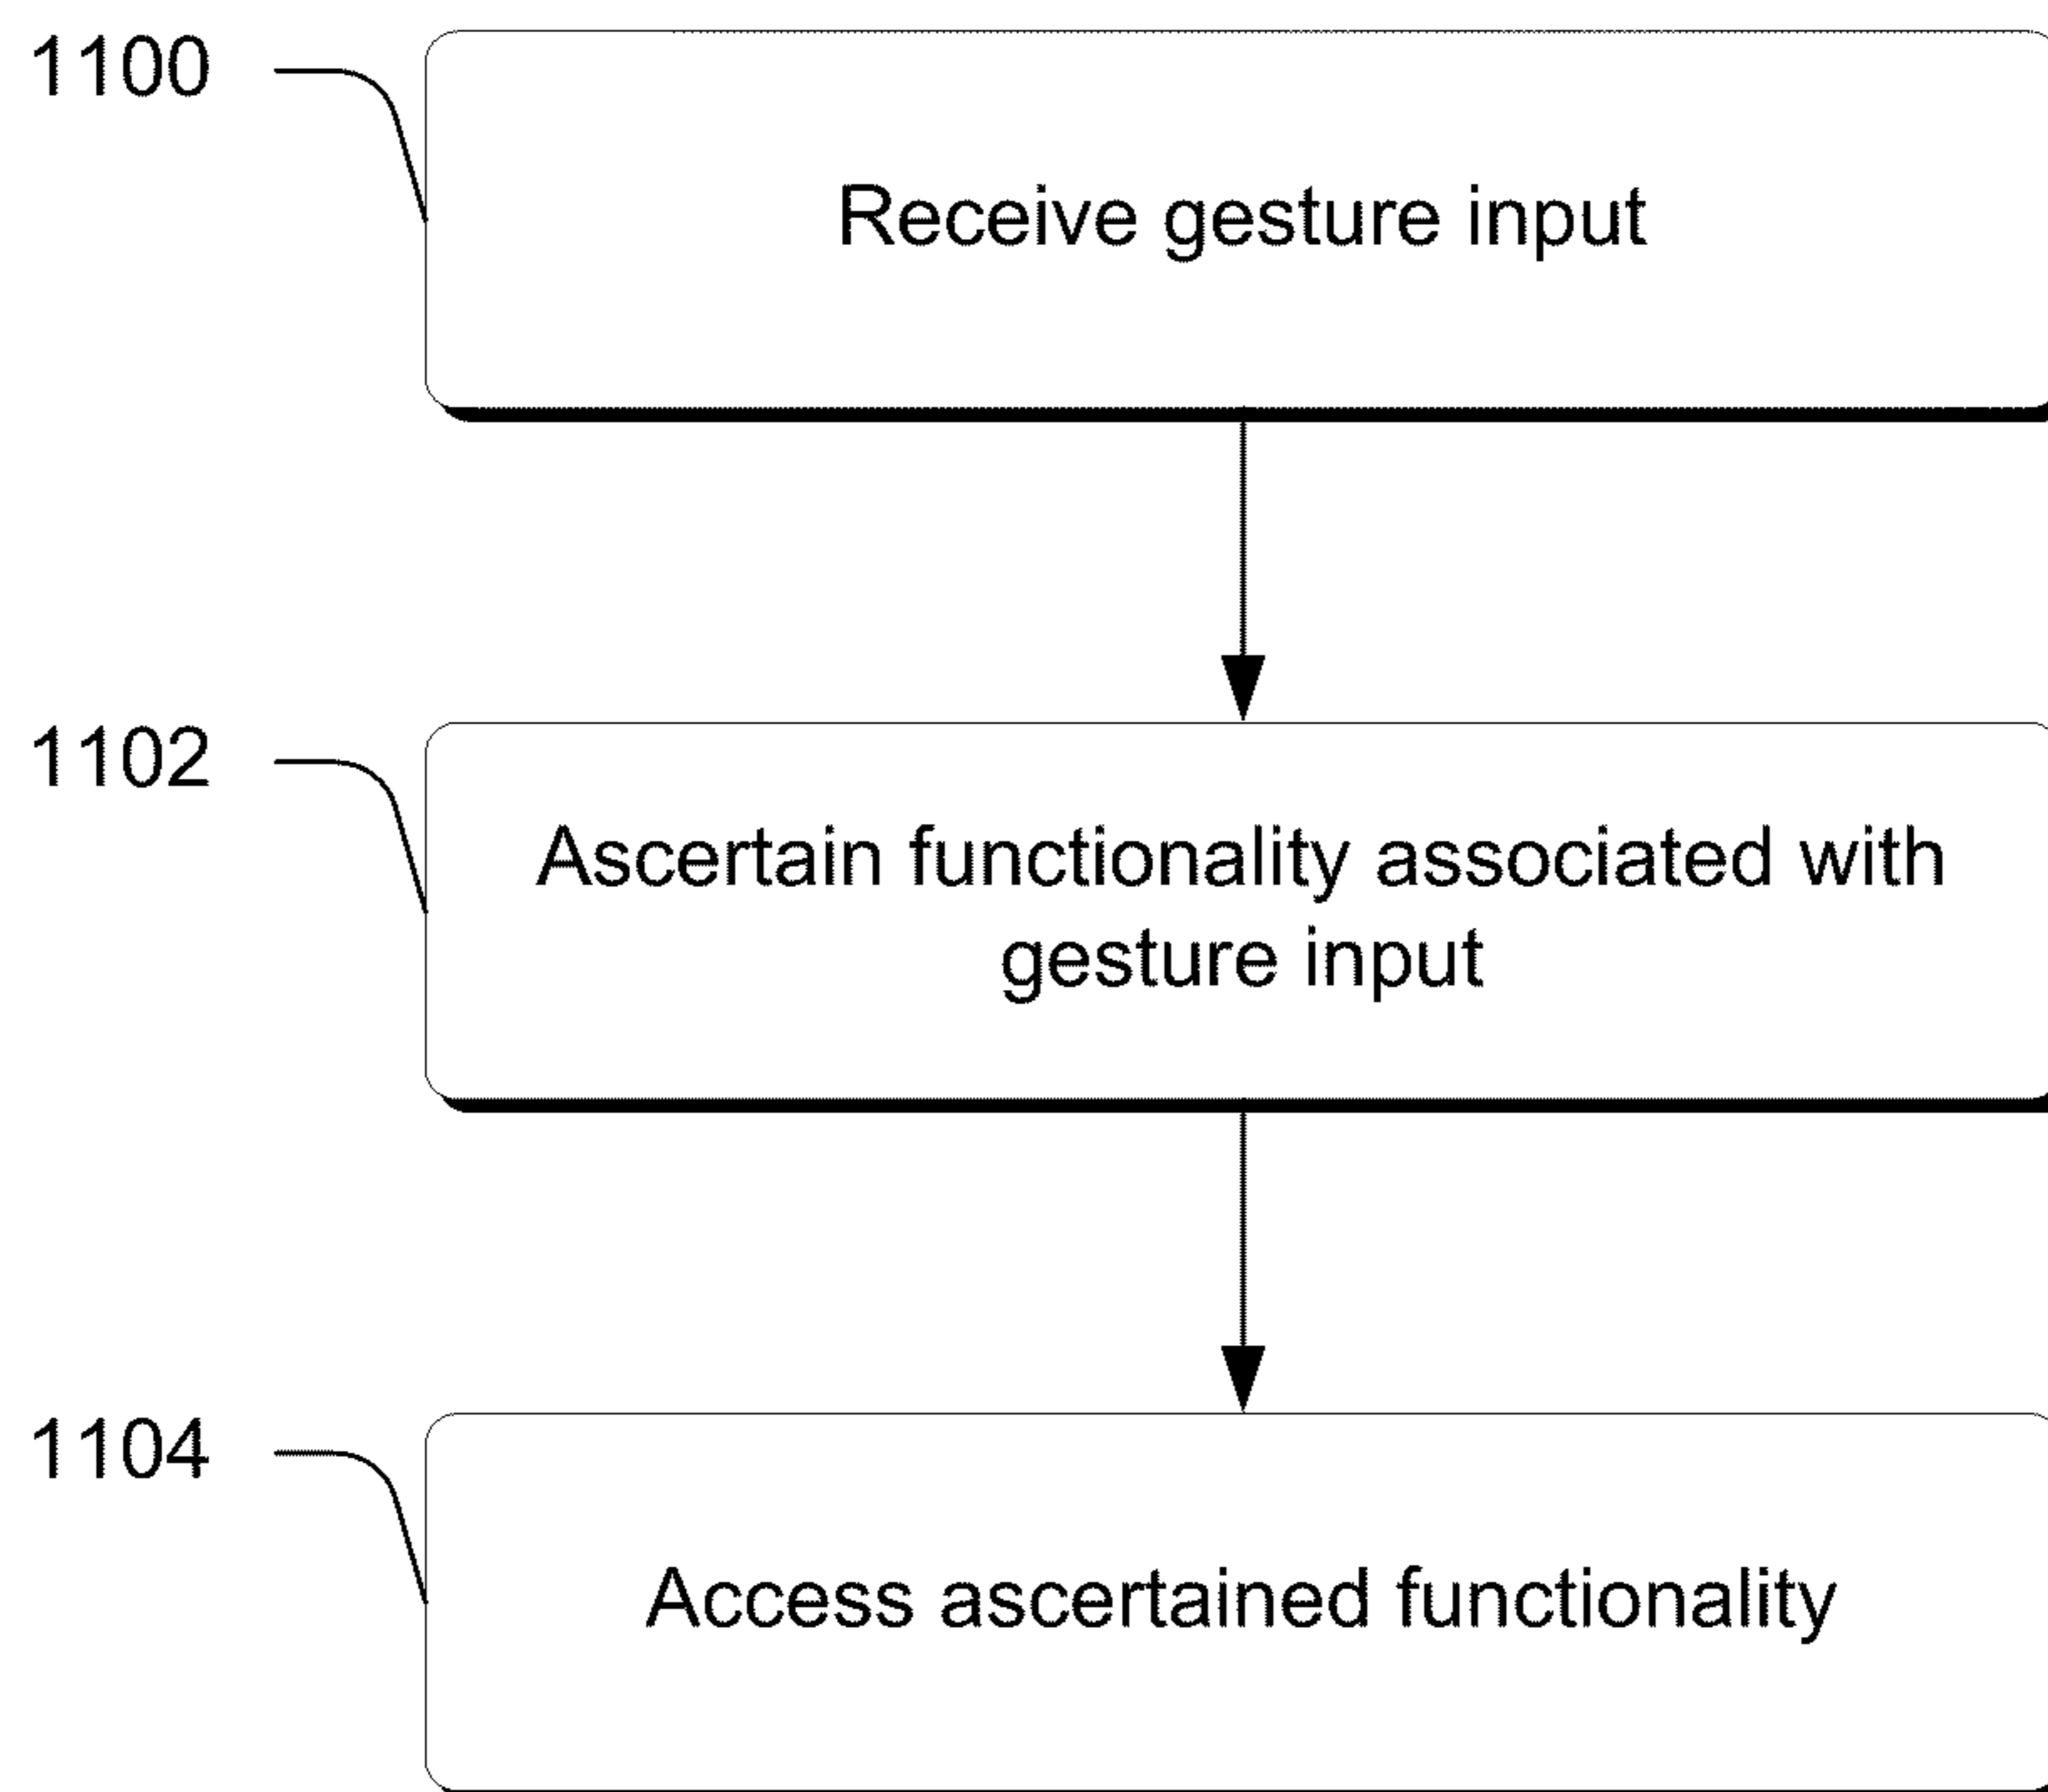 1100
Receive gesture input
1102
Ascertain functionality associated with
gesture input
1104
Access ascertained functionality